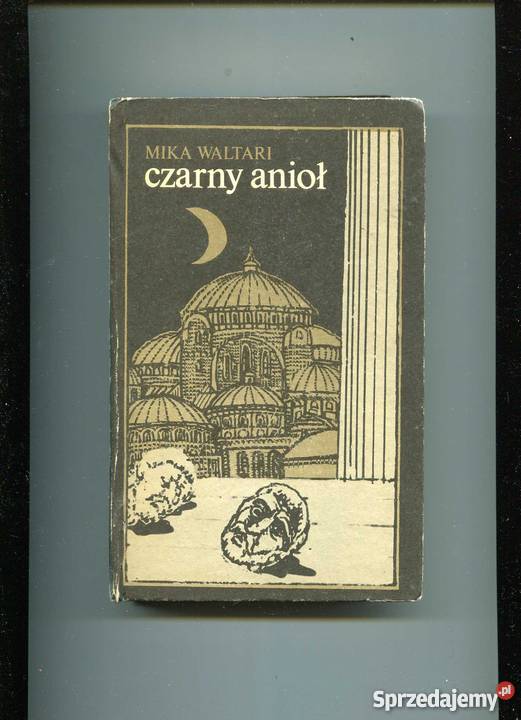 MIKA WALTARI
czarny anioł
Sprzedajemy.pl